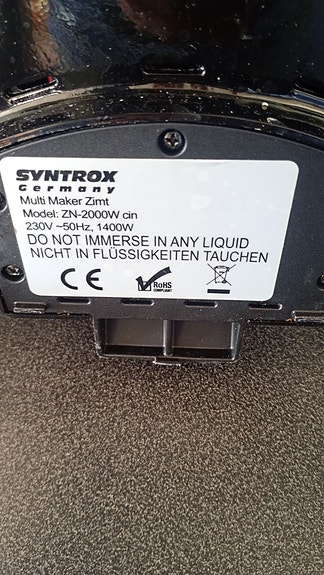 SYNTROX
Germany
Multi Maker Zimt
Model: ZN-2000W cin
230V ~50Hz, 1400W
DO NOT IMMERSE IN ANY LIQUID
NICHT IN FLÜSSIGKEITEN TAUCHEN
CE
RoHS
COMPLIANT